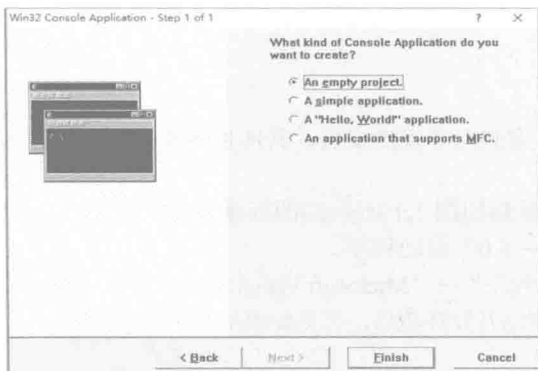 Win32 Console Application - Step 1 of 1
? ×
What kind of Console Application do you
want to create?
An empty project.
A simple application.
A "Hello, World!" application.
An application that supports MFC.
< Back
Next >
Finish
Cancel